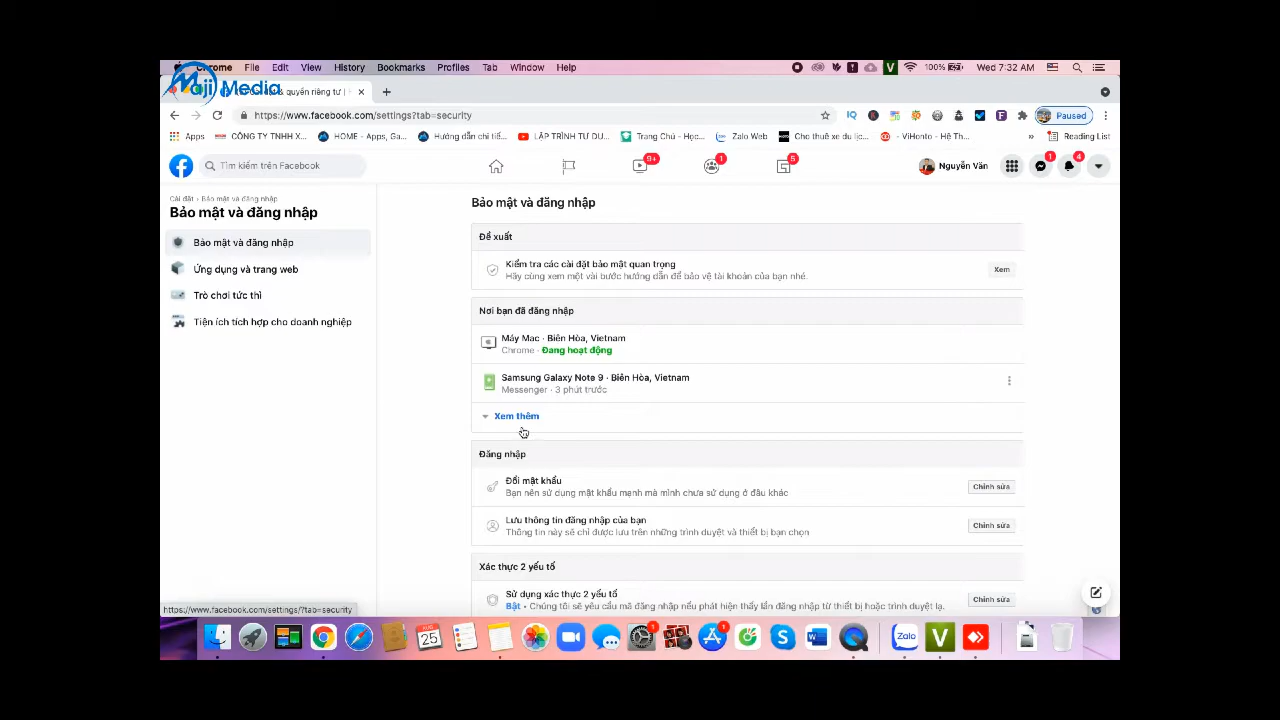 Maji Media
Chrome File Edit View History Bookmarks Profiles Tab Window Help
100% Wed 7:32 AM
& quyền riêng tư |
https://www.facebook.com/settings?tab=security
Paused
Apps CÔNG TY TNHH X... HOME - Apps, Ga... Hướng dẫn chi tiế... LẬP TRÌNH TƯ DU... Trang Chủ - Học... Zalo Web Cho thuê xe du lịc... ViHonto - Hệ Th... » Reading List
Tìm kiếm trên Facebook
9+
1
5
Nguyễn Văn
1
4
Cài đặt › Bảo mật và đăng nhập
Bảo mật và đăng nhập
Bảo mật và đăng nhập
Ứng dụng và trang web
Trò chơi tức thì
Tiện ích tích hợp cho doanh nghiệp
Bảo mật và đăng nhập
Đề xuất
Kiểm tra các cài đặt bảo mật quan trọng
Hãy cùng xem một vài bước hướng dẫn để bảo vệ tài khoản của bạn nhé.
Xem
Nơi bạn đã đăng nhập
Máy Mac · Biên Hòa, Vietnam
Chrome · Đang hoạt động
Samsung Galaxy Note 9 · Biên Hòa, Vietnam
Messenger · 3 phút trước
Xem thêm
Đăng nhập
Đổi mật khẩu
Bạn nên sử dụng mật khẩu mạnh mà mình chưa sử dụng ở đâu khác
Chỉnh sửa
Lưu thông tin đăng nhập của bạn
Thông tin này sẽ chỉ được lưu trên những trình duyệt và thiết bị bạn chọn
Chỉnh sửa
Xác thực 2 yếu tố
Sử dụng xác thực 2 yếu tố
Bật • Chúng tôi sẽ yêu cầu mã đăng nhập nếu phát hiện thấy lần đăng nhập từ thiết bị hoặc trình duyệt lạ.
Chỉnh sửa
https://www.facebook.com/settings/?tab=security
AUG
25
1
1
Zalo
V